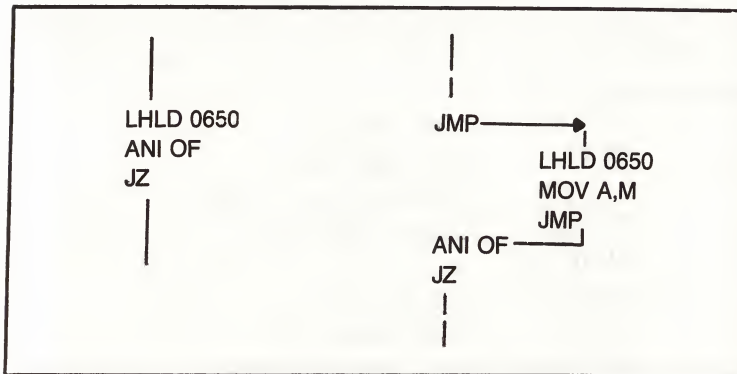 LHLD 0650
ANI OF
JZ
JMP
LHLD 0650
MOV A,M
JMP
ANI OF
JZ